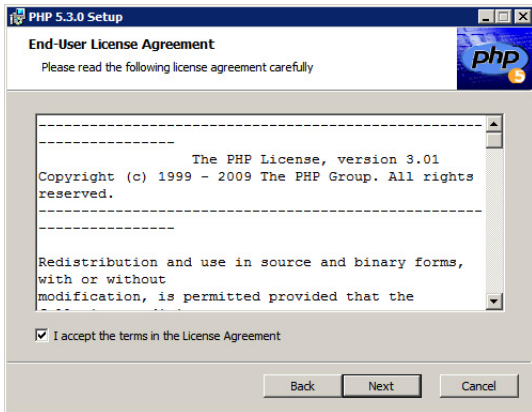 PHP 5.3.0 Setup
End-User License Agreement
Please read the following license agreement carefully
php
5
-----------------------------------------------------
----------------
The PHP License, version 3.01
Copyright (c) 1999 - 2009 The PHP Group. All rights
reserved.
-----------------------------------------------------
----------------
Redistribution and use in source and binary forms,
with or without
modification, is permitted provided that the
I accept the terms in the License Agreement
Back Next Cancel